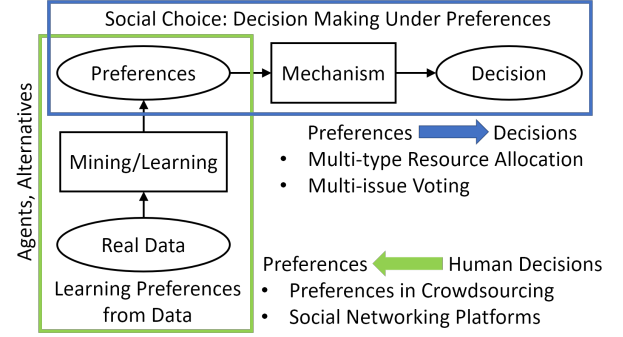 Social Choice: Decision Making Under Preferences
Preferences
Mechanism
Decision
Agents, Alternatives
Mining/Learning
Real Data
Learning Preferences
from Data
Preferences Decisions
• Multi-type Resource Allocation
• Multi-issue Voting
Preferences Human Decisions
• Preferences in Crowdsourcing
• Social Networking Platforms